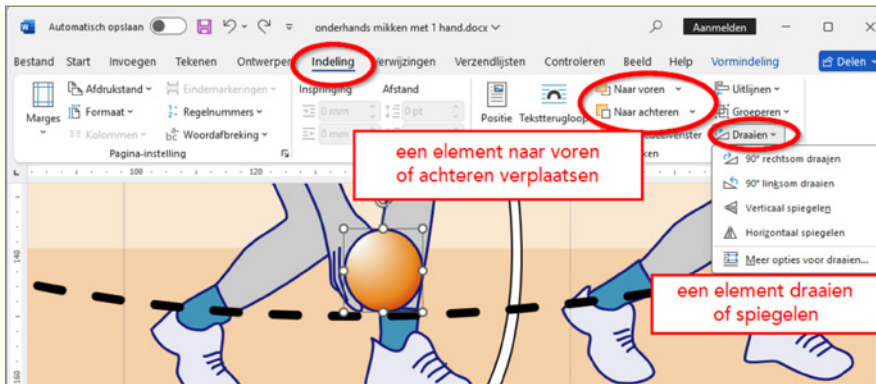 Automatisch opslaan
onderhands mikken met 1 hand.docx
Aanmelden
Bestand Start Invoegen Tekenen Ontwerpen Indeling Verwijzingen Verzendlijsten Controleren Beeld Help Vormindeling Delen
Marges
Afdrukstand
Formaat
Kolommen
Eindemarkeringen
Regelnummers
Woordafbreking
Pagina-instelling
Inspringing
0 mm
0 mm
Afstand
0 pt
Positie
Tekstterugloop
Naar voren
Naar achteren
Uitlijnen
Groeperen
Draaien
een element naar voren
of achteren verplaatsen
90° rechtsom draaien
90° linksom draaien
Verticaal spiegelen
Horizontaal spiegelen
Meer opties voor draaien...
een element draaien
of spiegelen
100
120
140
160